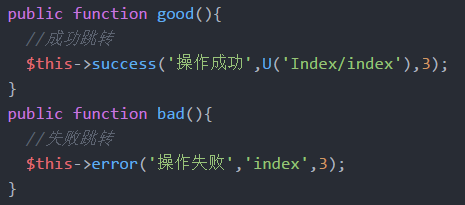 public function good(){
//成功跳转
$this->success('操作成功',U('Index/index'),3);
}
public function bad(){
//失败跳转
$this->error('操作失败','index',3);
}